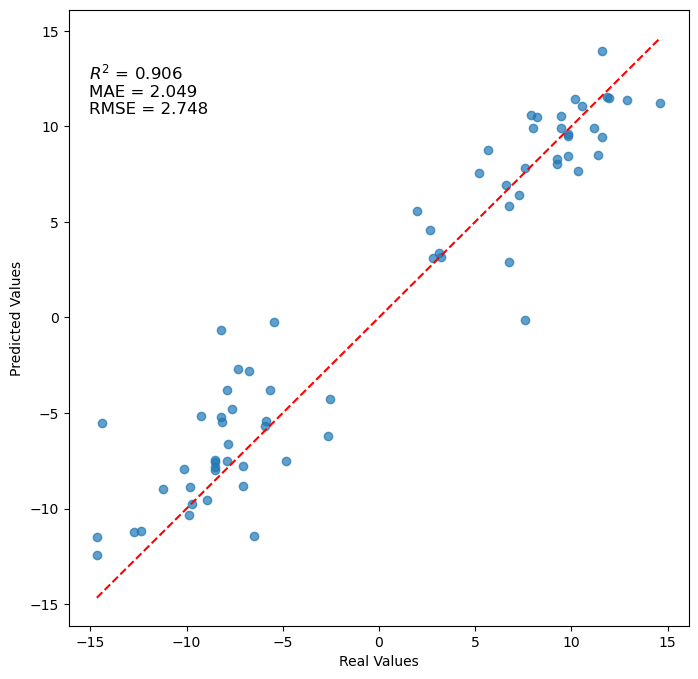 15
R² = 0.906
MAE = 2.049
RMSE = 2.748
10
5
0
−5
−10
−15
Predicted Values
−15 −10 −5 0 5 10 15
Real Values